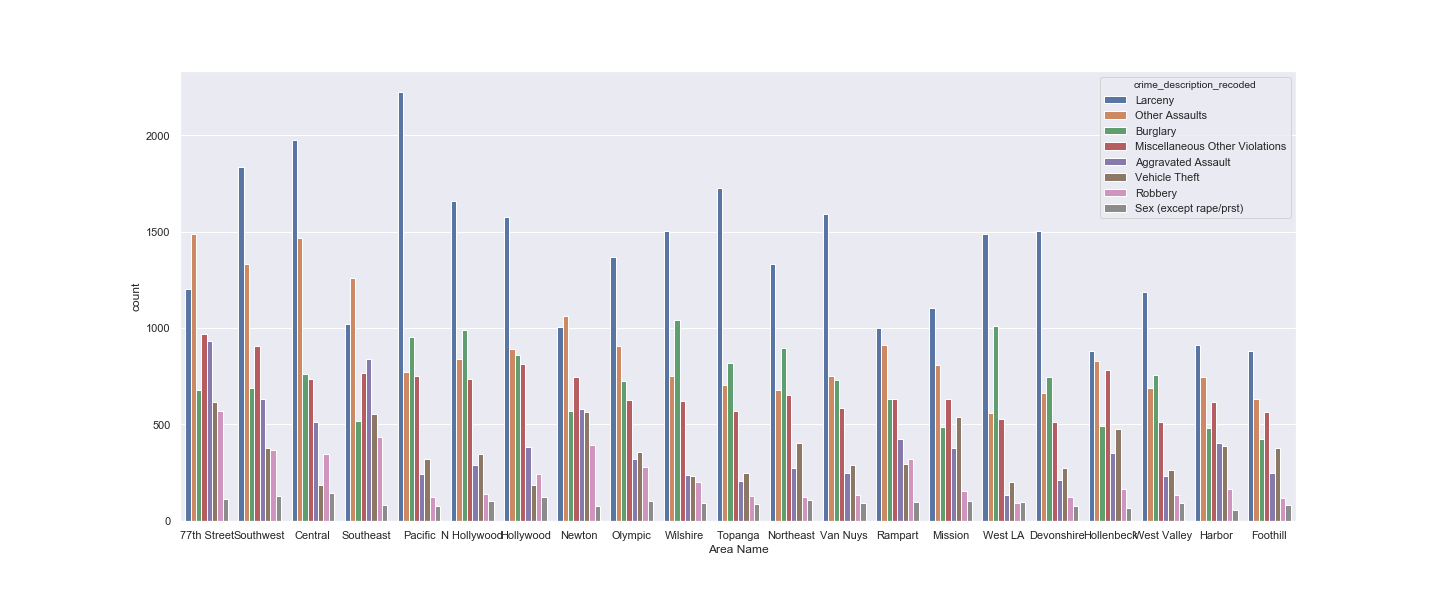 crime_description_recoded
Larceny
Other Assaults
Burglary
Miscellaneous Other Violations
Aggravated Assault
Vehicle Theft
Robbery
Sex (except rape/prst)
2000
1500
1000
500
0
count
77th Street Southwest Central Southeast Pacific N Hollywood Hollywood Newton Olympic Wilshire Topanga Northeast Van Nuys Rampart Mission West LA Devonshire Hollenbeck West Valley Harbor Foothill
Area Name